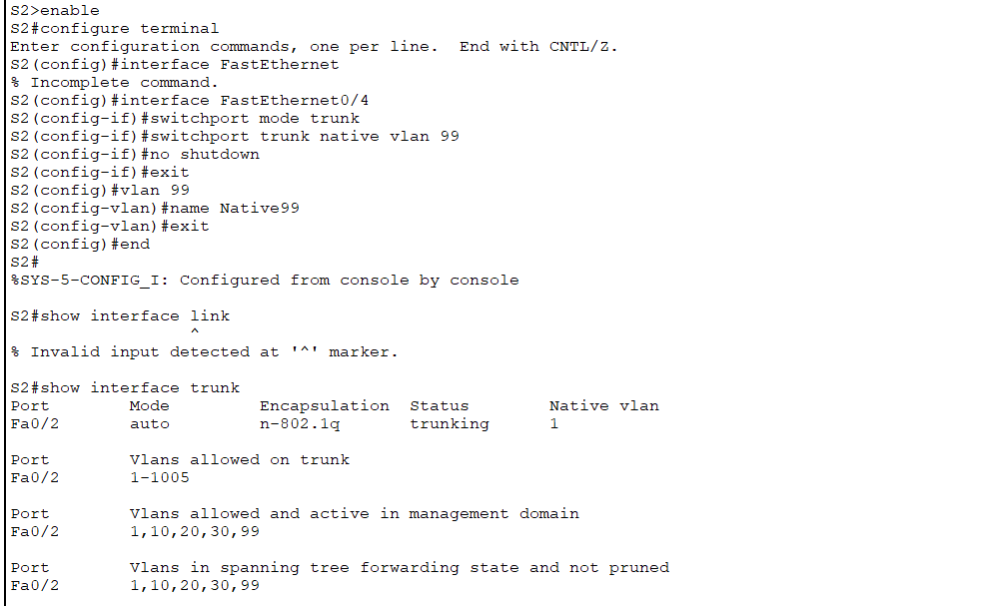 S2>enable
S2#configure terminal
Enter configuration commands, one per line.  End with CNTL/Z.
S2(config)#interface FastEthernet
% Incomplete command.
S2(config)#interface FastEthernet0/4
S2(config-if)#switchport mode trunk
S2(config-if)#switchport trunk native vlan 99
S2(config-if)#no shutdown
S2(config-if)#exit
S2(config)#vlan 99
S2(config-vlan)#name Native99
S2(config-vlan)#exit
S2(config)#end
S2#
%SYS-5-CONFIG_I: Configured from console by console
S2#show interface link
^
% Invalid input detected at '^' marker.
S2#show interface trunk
Port        Mode         Encapsulation  Status        Native vlan
Fa0/2       auto         n-802.1q       trunking      1
Port        Vlans allowed on trunk
Fa0/2       1-1005
Port        Vlans allowed and active in management domain
Fa0/2       1,10,20,30,99
Port        Vlans in spanning tree forwarding state and not pruned
Fa0/2       1,10,20,30,99